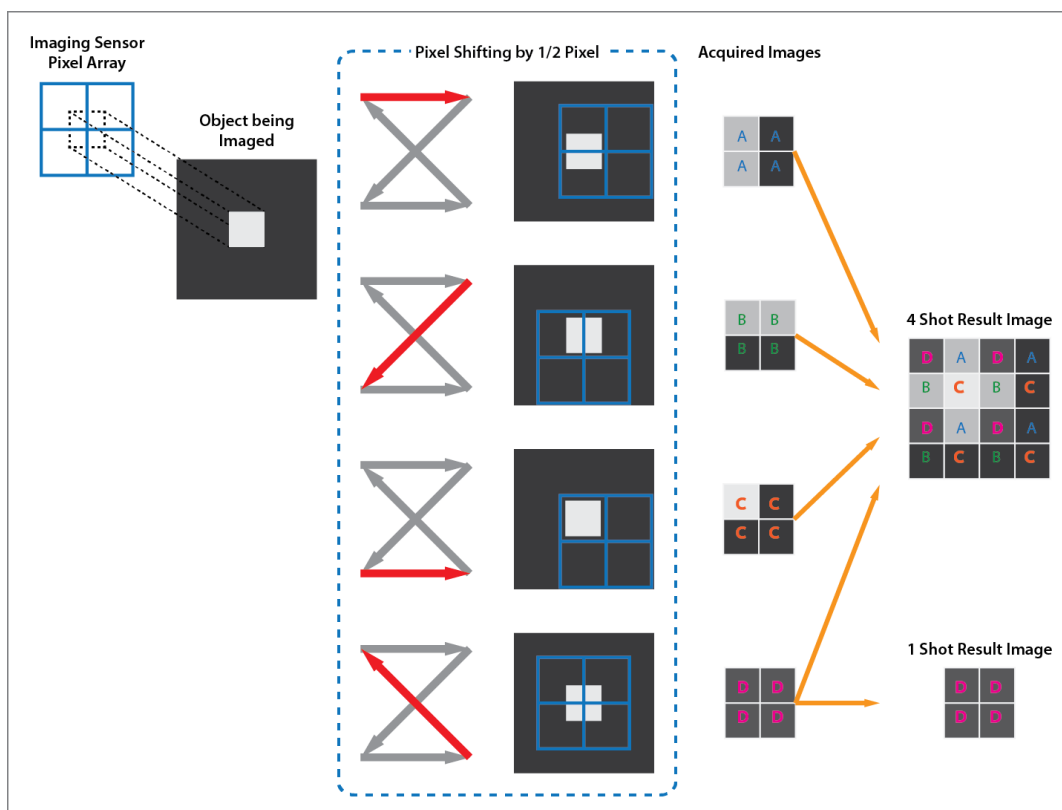 Imaging Sensor
Pixel Array
Object being
Imaged
Pixel Shifting by 1/2 Pixel
Acquired Images
A A
A A
B B
B B
C C
C C
D D
D D
4 Shot Result Image
D A D A
B C B C
D A D A
B C B C
1 Shot Result Image
D D
D D